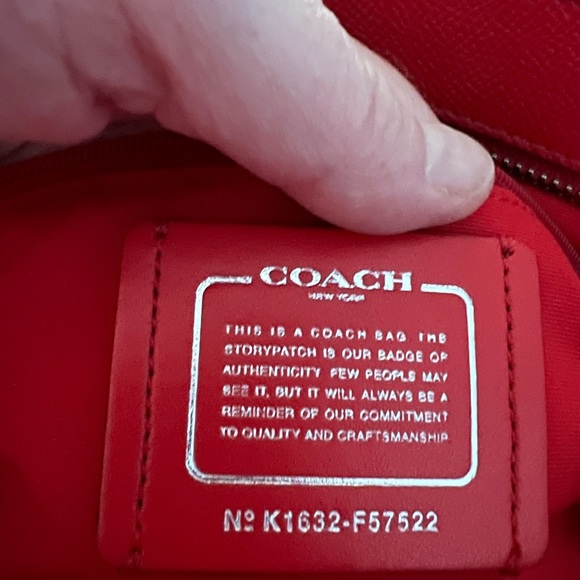 COACH
NEW YORK
THIS IS A COACH BAG. THE
STORYPATCH IS OUR BADGE OF
AUTHENTICITY FEW PEOPLE MAY
SEE IT, BUT IT WILL ALWAYS BE A
REMINDER OF OUR COMMITMENT
TO QUALITY AND CRAFTSMANSHIP.
Nº K1632-F57522